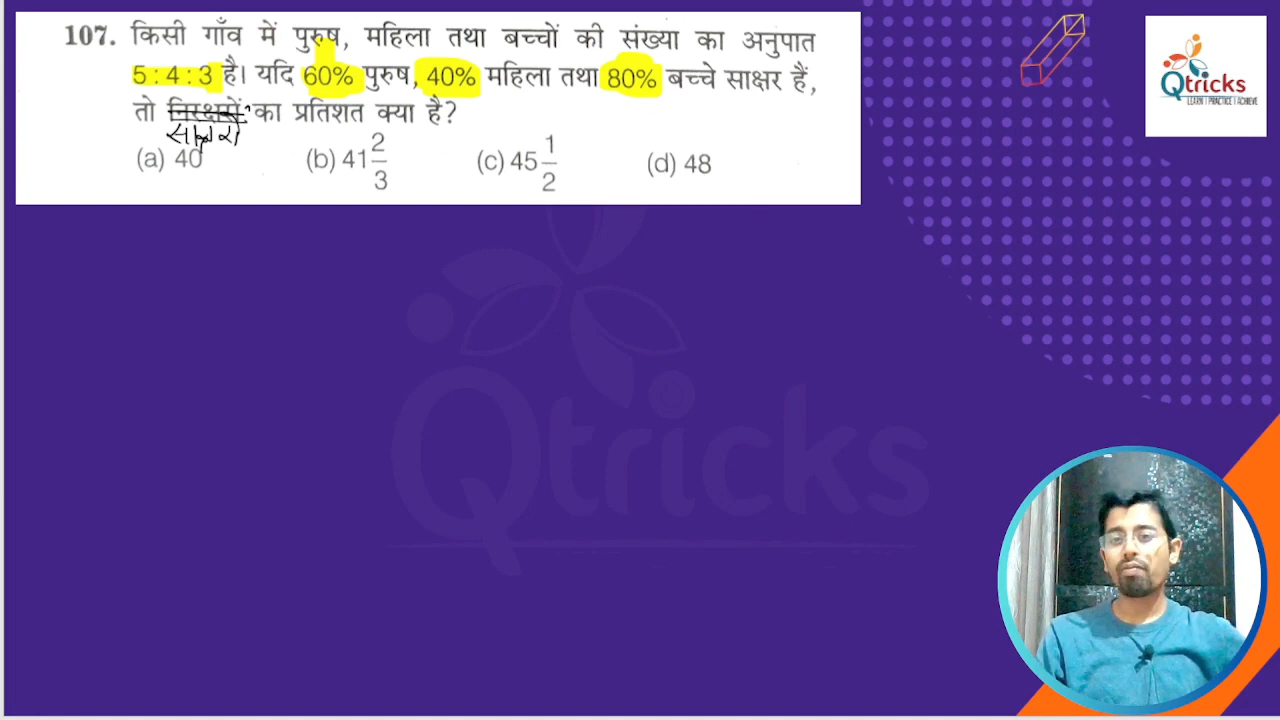 107. किसी गाँव में पुरुष, महिला तथा बच्चों की संख्या का अनुपात
5 : 4 : 3 है। यदि 60% पुरुष, 40% महिला तथा 80% बच्चे साक्षर हैं,
तो निरक्षरों का प्रतिशत क्या है?
साक्षरों
(a) 40 (b) 41 2/3 (c) 45 1/2 (d) 48
Qtricks
LEARN | PRACTICE | ACHIEVE
Qtricks